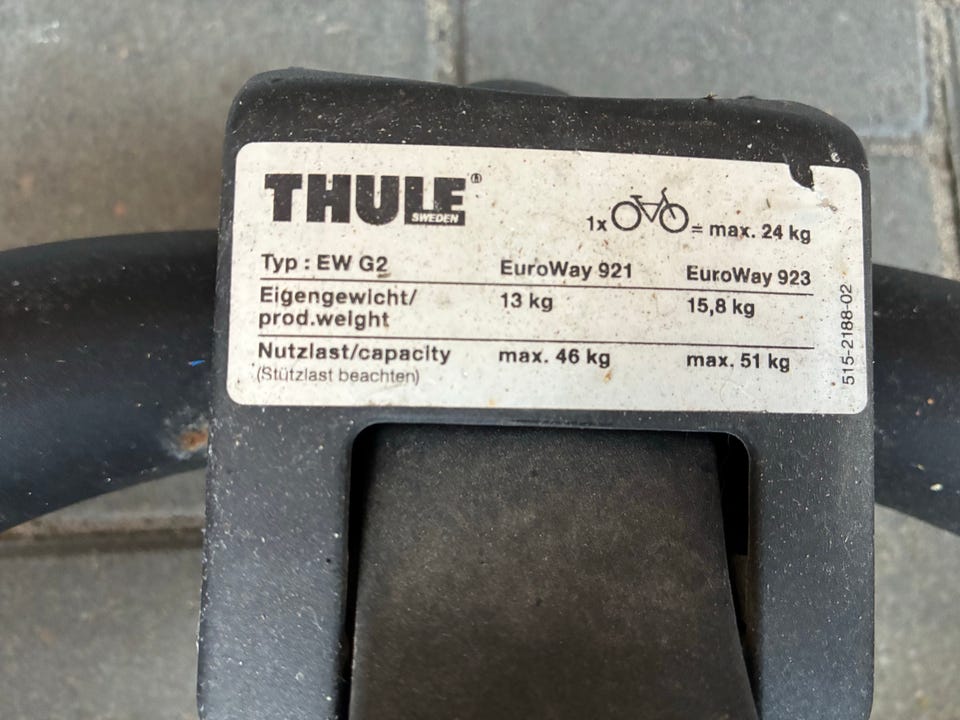 THULE®
SWEDEN
1x = max. 24 kg
Typ : EW G2 EuroWay 921 EuroWay 923
Eigengewicht/ 13 kg 15,8 kg
prod.weight
Nutzlast/capacity max. 46 kg max. 51 kg
(Stützlast beachten)
515-2188-02